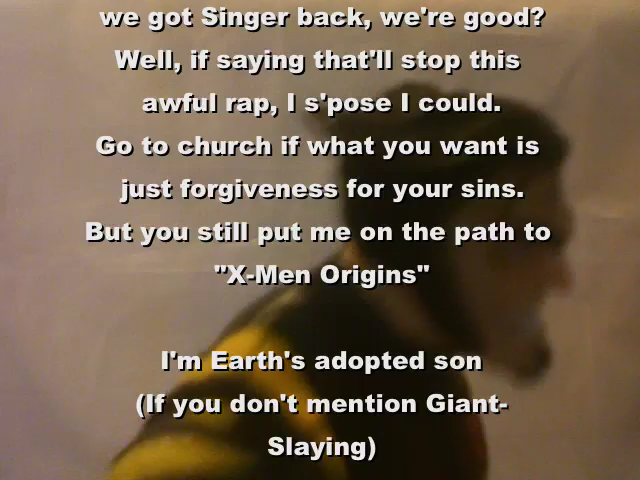 we got Singer back, we're good?
Well, if saying that'll stop this
awful rap, I s'pose I could.
Go to church if what you want is
just forgiveness for your sins.
But you still put me on the path to
"X-Men Origins"
I'm Earth's adopted son
(If you don't mention Giant-
Slaying)